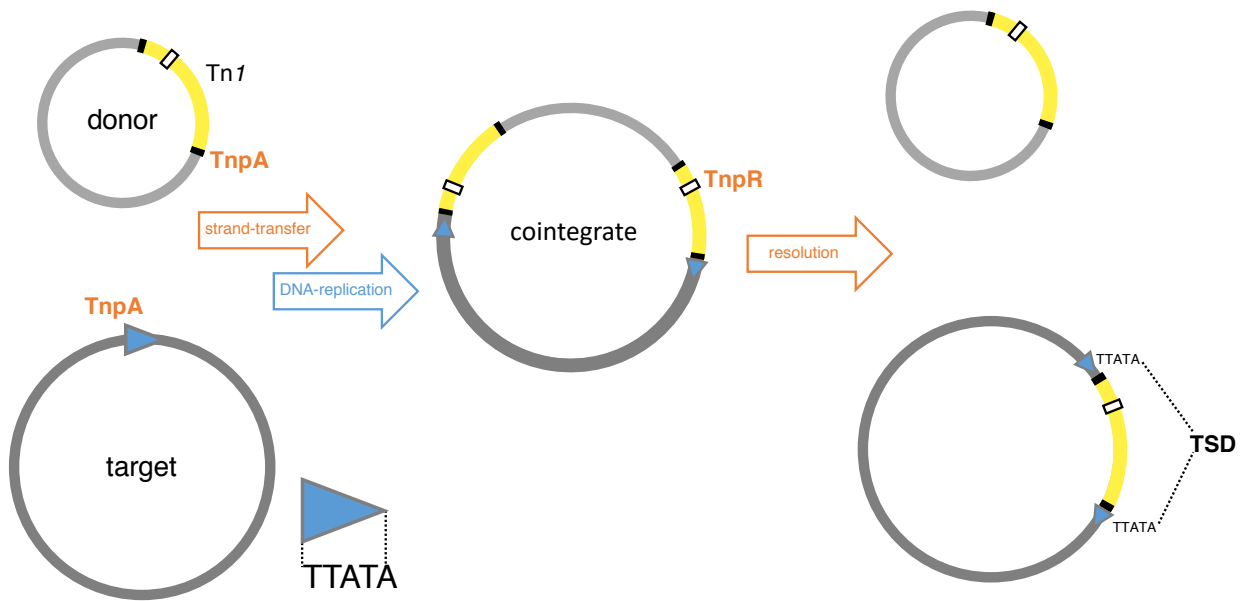 Tn1
donor
TnpA
TnpR
strand-transfer
cointegrate
resolution
DNA-replication
TnpA
TTATA
TSD
target
TTATA
TTATA